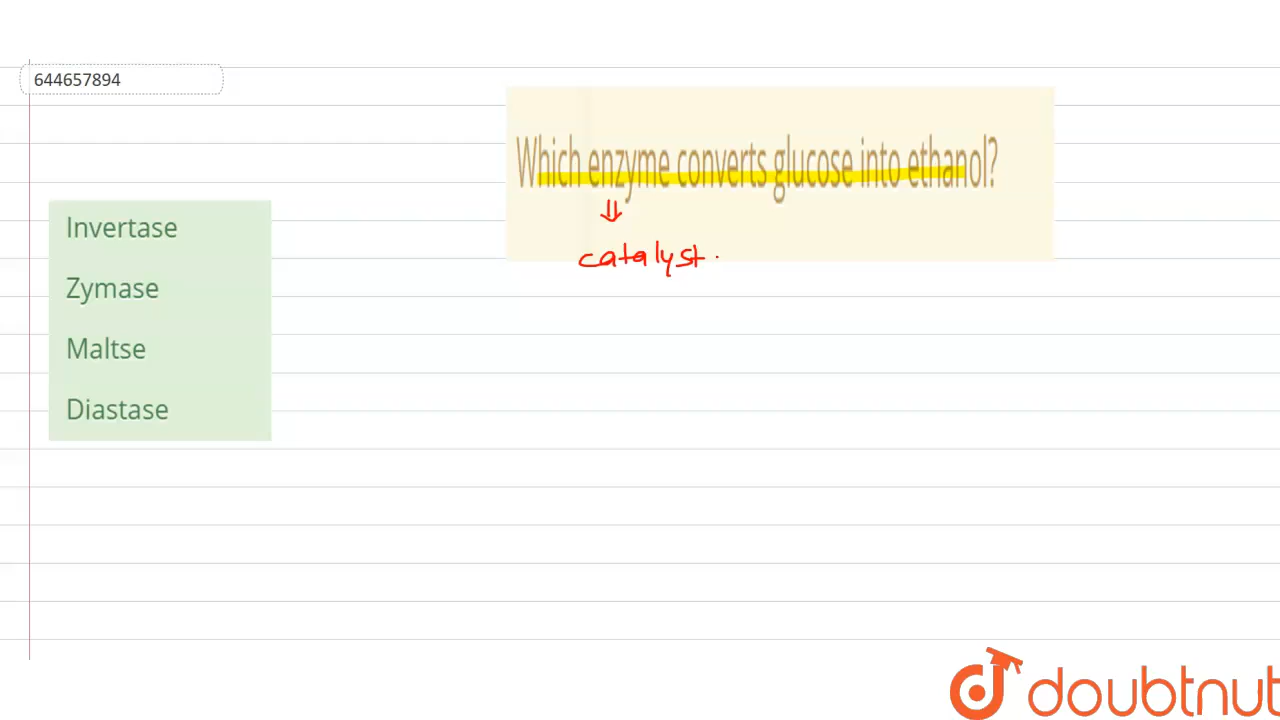 644657894
Which enzyme converts glucose into ethanol?
⇓
catalyst.
Invertase
Zymase
Maltse
Diastase
doubtnut